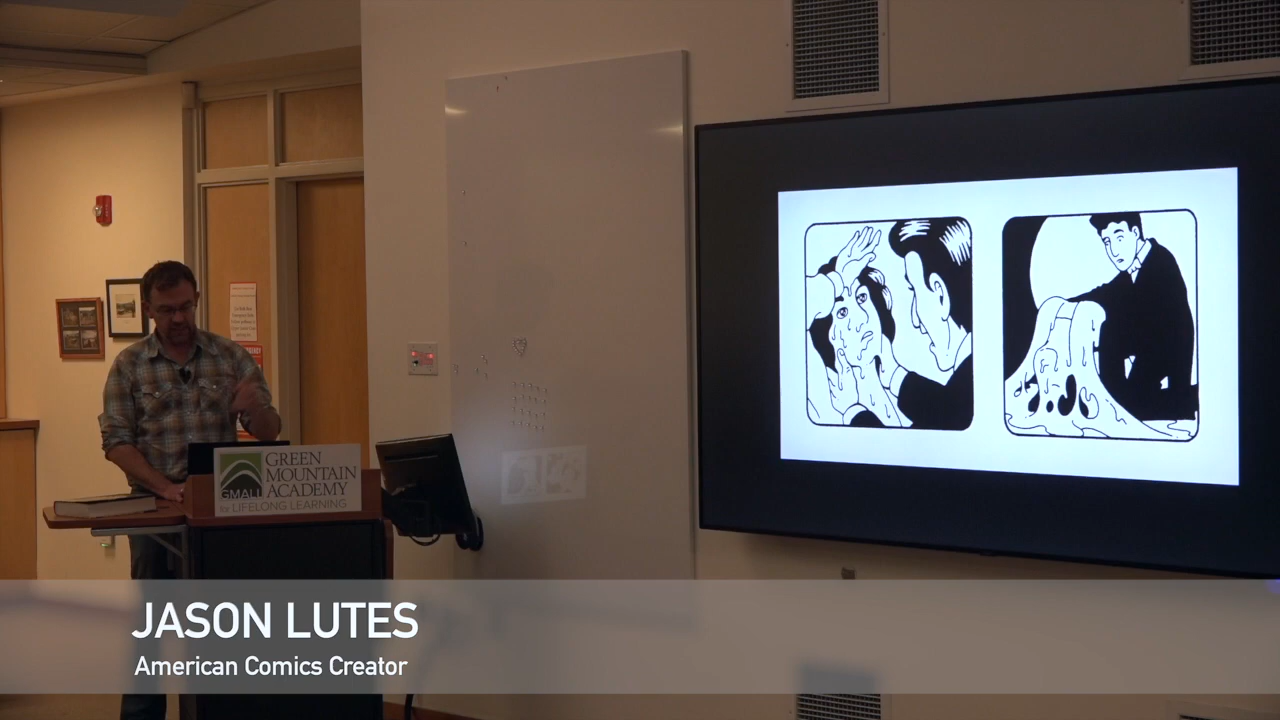 GREEN
MOUNTAIN
ACADEMY
GMALL
for LIFELONG LEARNING
JASON LUTES
American Comics Creator